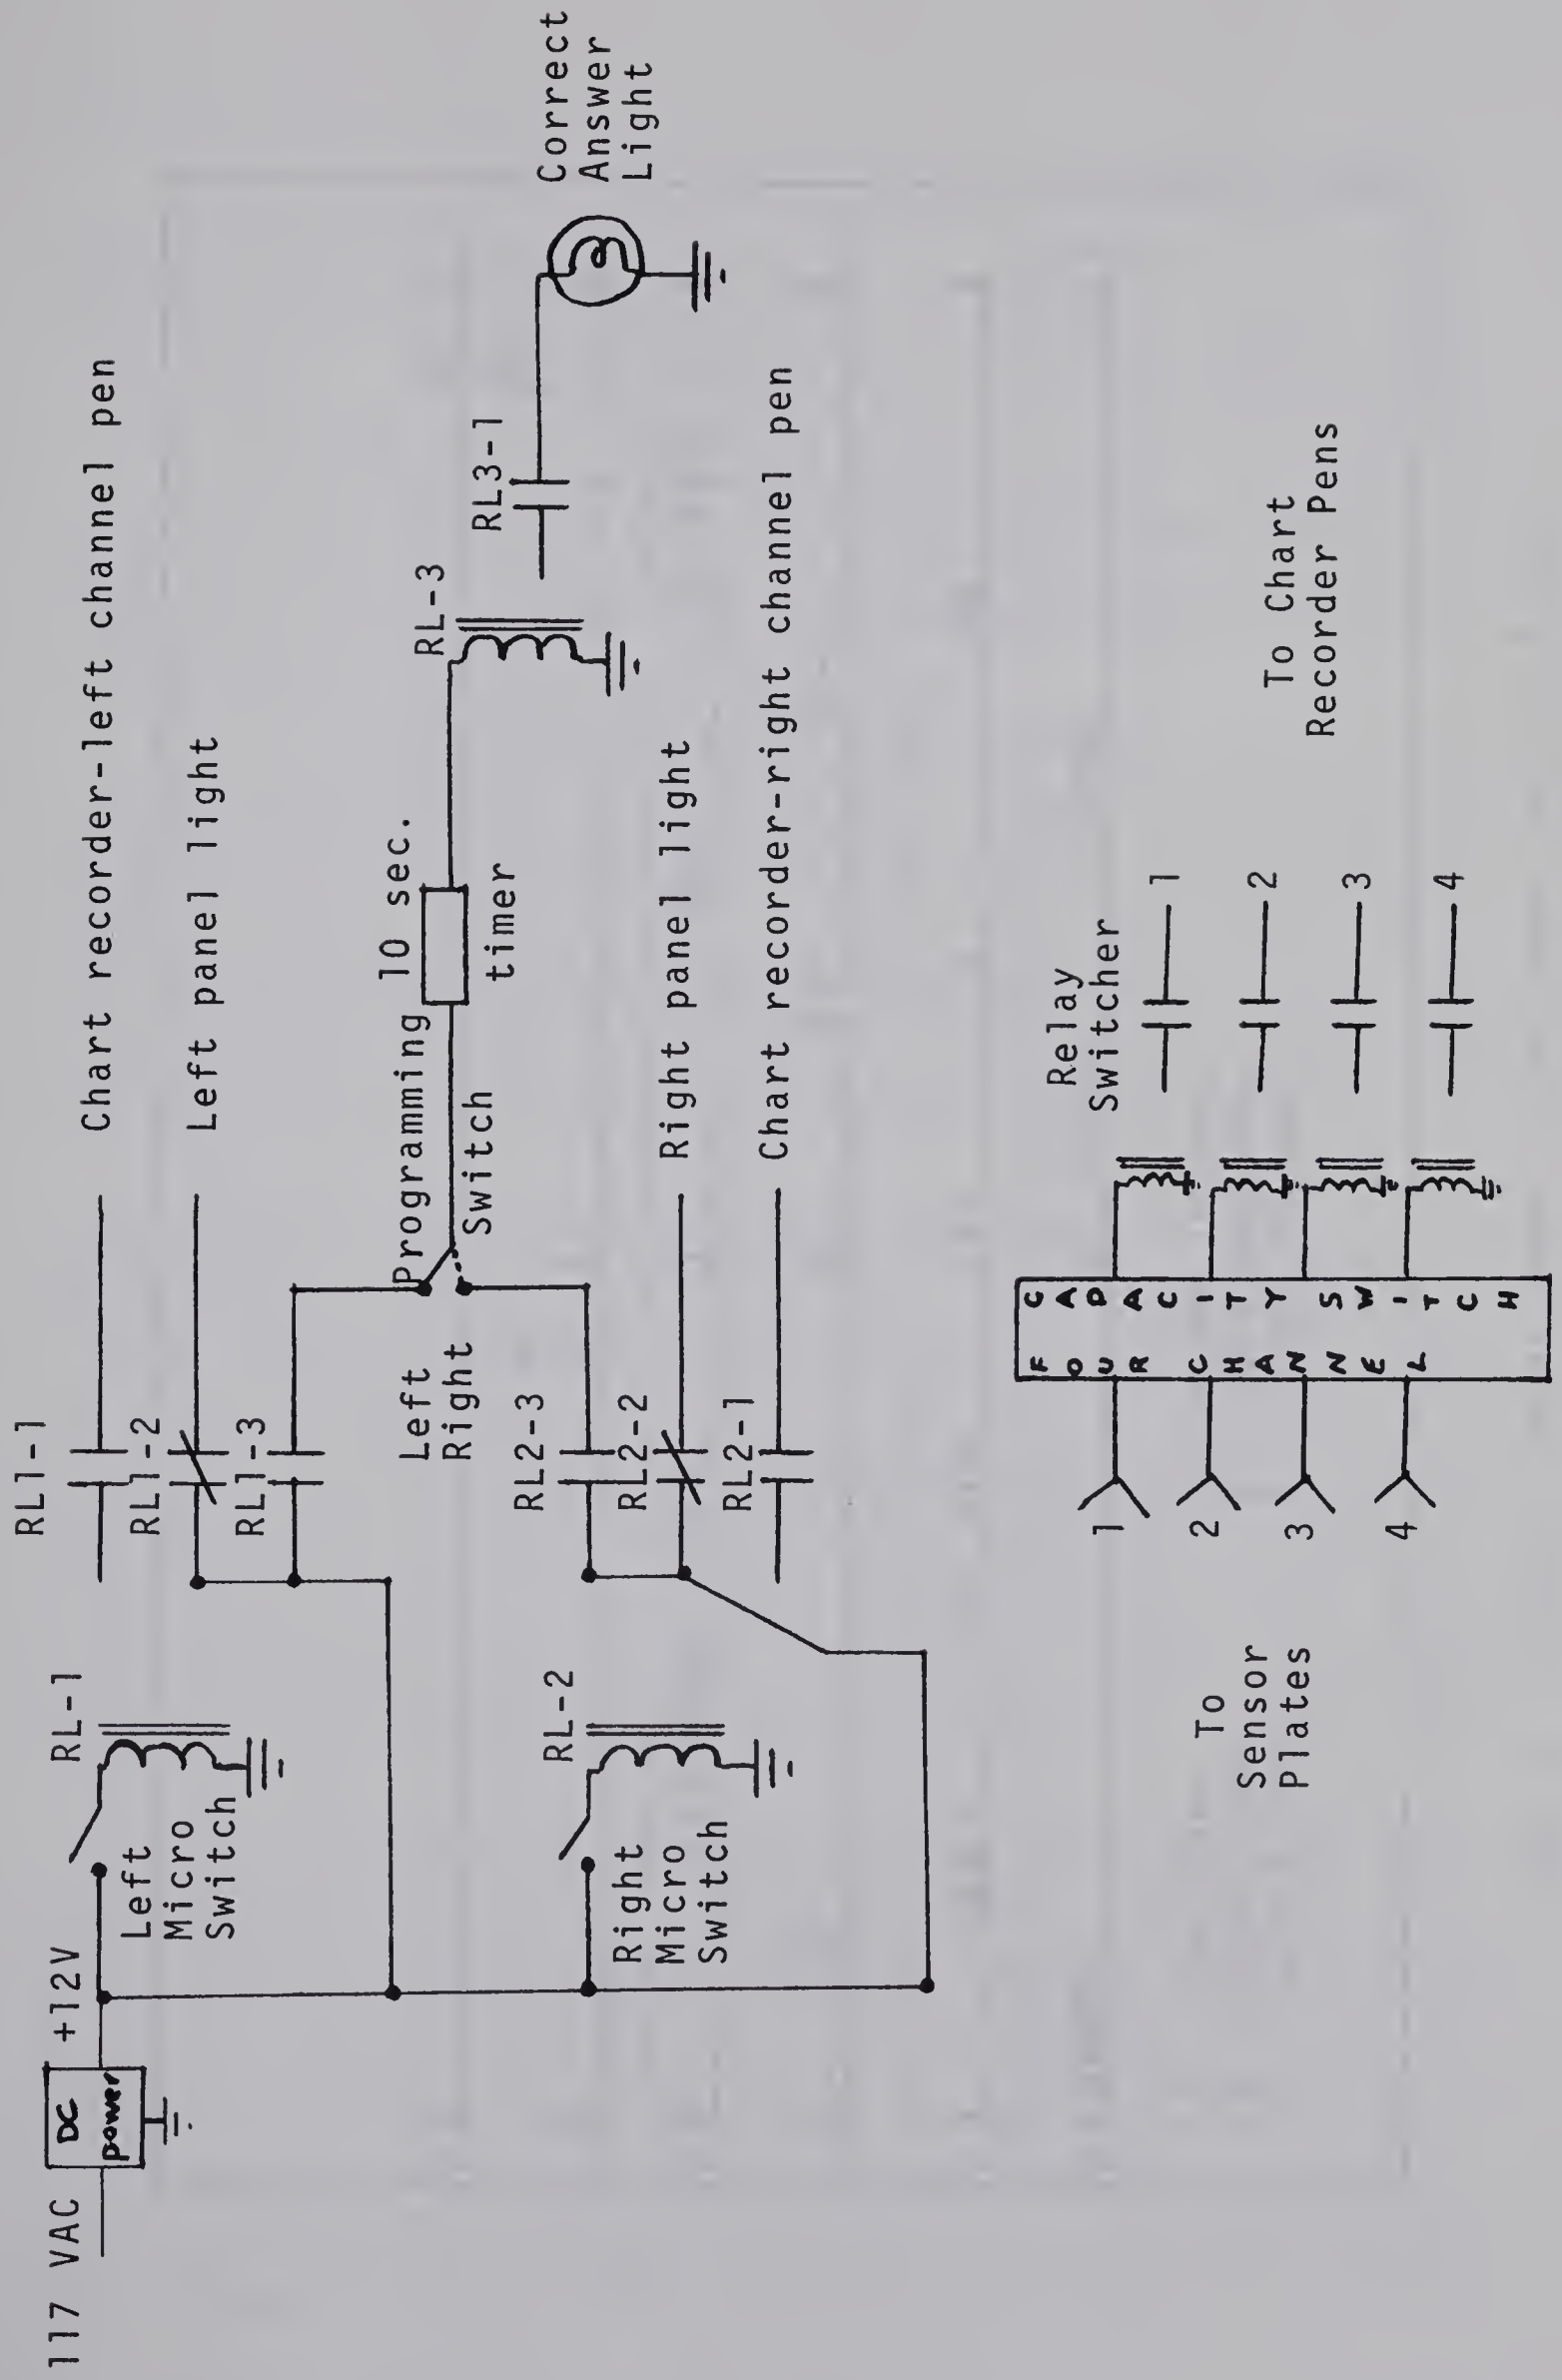 117 VAC
DC
power
+12V
Left
Micro
Switch
RL-1
RL1-1
Chart recorder-left channel pen
RL1-2
Left panel light
RL1-3
Left
Right
Programming
Switch
10 sec.
timer
RL-3
RL3-1
Correct
Answer
Light
Right
Micro
Switch
RL-2
RL2-3
RL2-2
Right panel light
RL2-1
Chart recorder-right channel pen
To
Sensor
Plates
1
2
3
4
FOUR CHANNEL
CAPACITY SWITCH
Relay
Switcher
1
2
3
4
To Chart
Recorder Pens